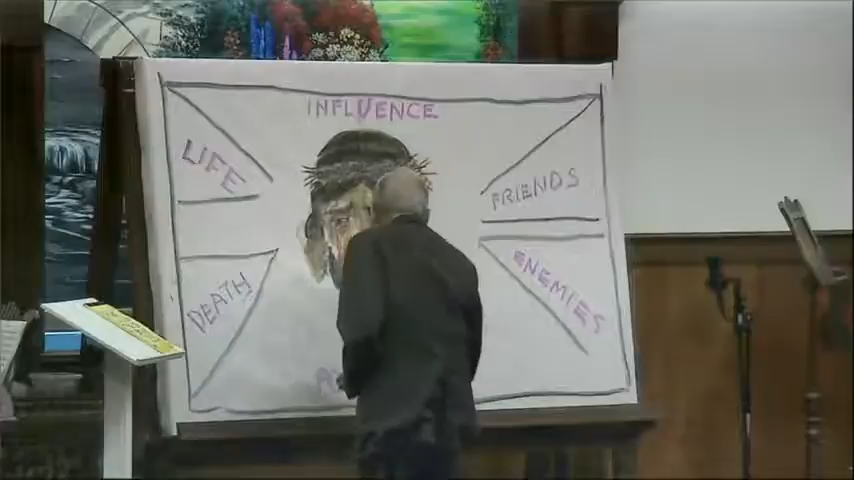 INFLUENCE
LIFE
FRIENDS
DEATH
ENEMIES